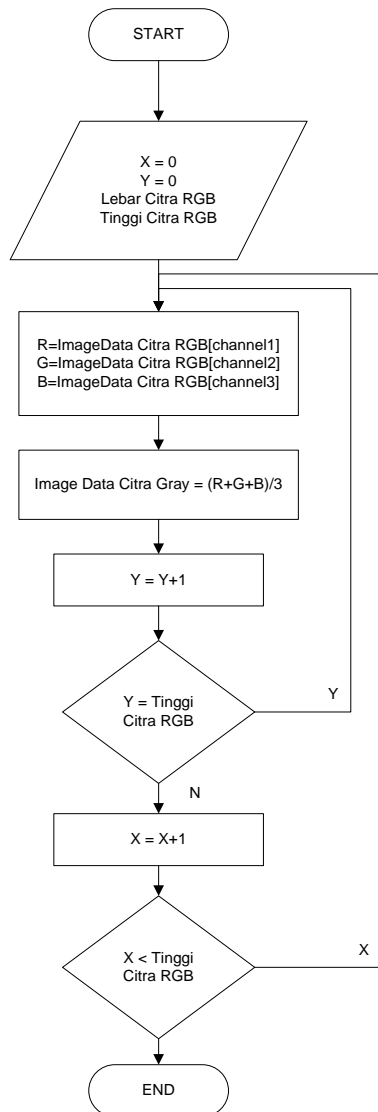 START
X = 0
Y = 0
Lebar Citra RGB
Tinggi Citra RGB
R=ImageData Citra RGB[channel1]
G=ImageData Citra RGB[channel2]
B=ImageData Citra RGB[channel3]
Image Data Citra Gray = (R+G+B)/3
Y = Y+1
Y = Tinggi
Citra RGB
Y
N
X = X+1
X < Tinggi
Citra RGB
X
END